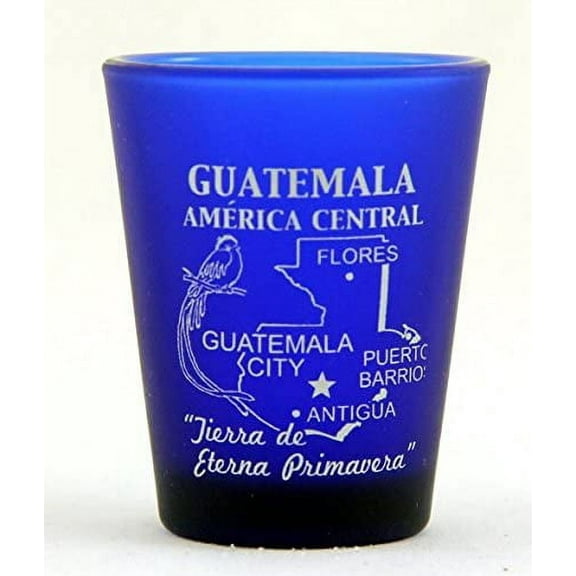 GUATEMALA
AMÉRICA CENTRAL
FLORES
GUATEMALA
CITY
PUERTO
BARRIOS
ANTIGUA
"Tierra de
Eterna Primavera"